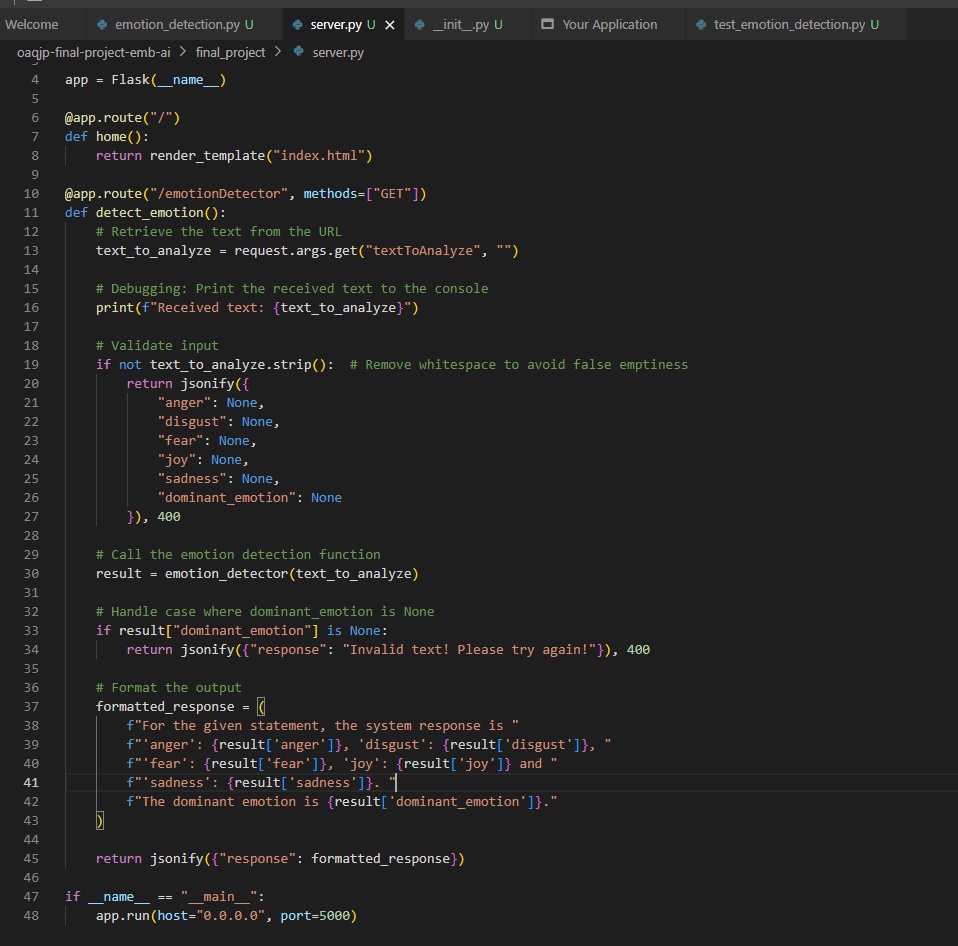 Welcome emotion_detection.py U server.py U __init__.py U Your Application test_emotion_detection.py U
oaqjp-final-project-emb-ai > final_project > server.py
4 app = Flask(__name__)
5
6 @app.route("/")
7 def home():
8     return render_template("index.html")
9
10 @app.route("/emotionDetector", methods=["GET"])
11 def detect_emotion():
12     # Retrieve the text from the URL
13     text_to_analyze = request.args.get("textToAnalyze", "")
14
15     # Debugging: Print the received text to the console
16     print(f"Received text: {text_to_analyze}")
17
18     # Validate input
19     if not text_to_analyze.strip():  # Remove whitespace to avoid false emptiness
20         return jsonify({
21             "anger": None,
22             "disgust": None,
23             "fear": None,
24             "joy": None,
25             "sadness": None,
26             "dominant_emotion": None
27         }), 400
28
29     # Call the emotion detection function
30     result = emotion_detector(text_to_analyze)
31
32     # Handle case where dominant_emotion is None
33     if result["dominant_emotion"] is None:
34         return jsonify({"response": "Invalid text! Please try again!"}), 400
35
36     # Format the output
37     formatted_response = (
38         f"For the given statement, the system response is "
39         f"'anger': {result['anger']}, 'disgust': {result['disgust']}, "
40         f"'fear': {result['fear']}, 'joy': {result['joy']} and "
41         f"'sadness': {result['sadness']}. "
42         f"The dominant emotion is {result['dominant_emotion']}."
43     )
44
45     return jsonify({"response": formatted_response})
46
47 if __name__ == "__main__":
48     app.run(host="0.0.0.0", port=5000)